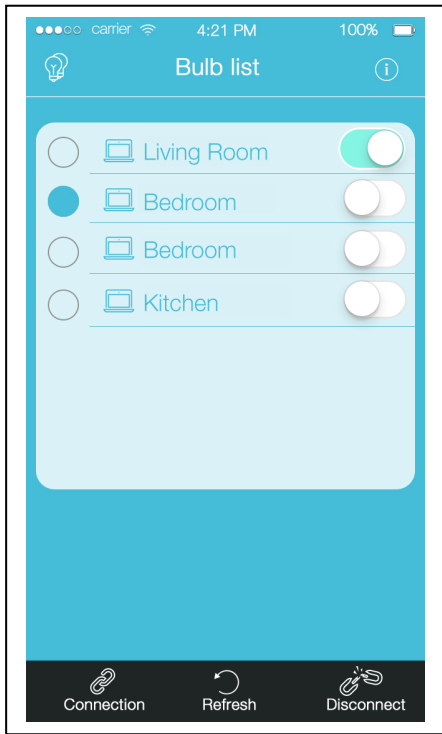 carrier 4:21 PM 100%
Bulb list
Living Room
Bedroom
Bedroom
Kitchen
Connection Refresh Disconnect